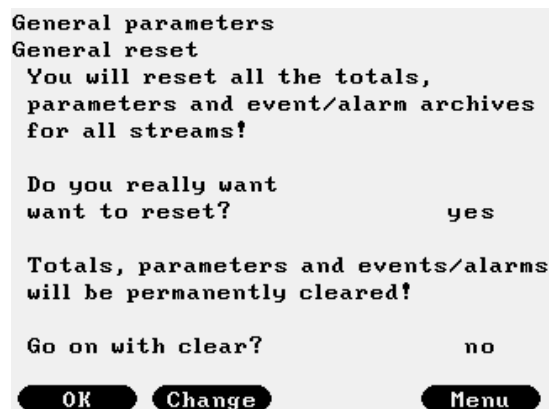 General parameters
General reset
You will reset all the totals,
parameters and event/alarm archives
for all streams!
Do you really want
want to reset? yes
Totals, parameters and events/alarms
will be permanently cleared!
Go on with clear? no
OK Change Menu